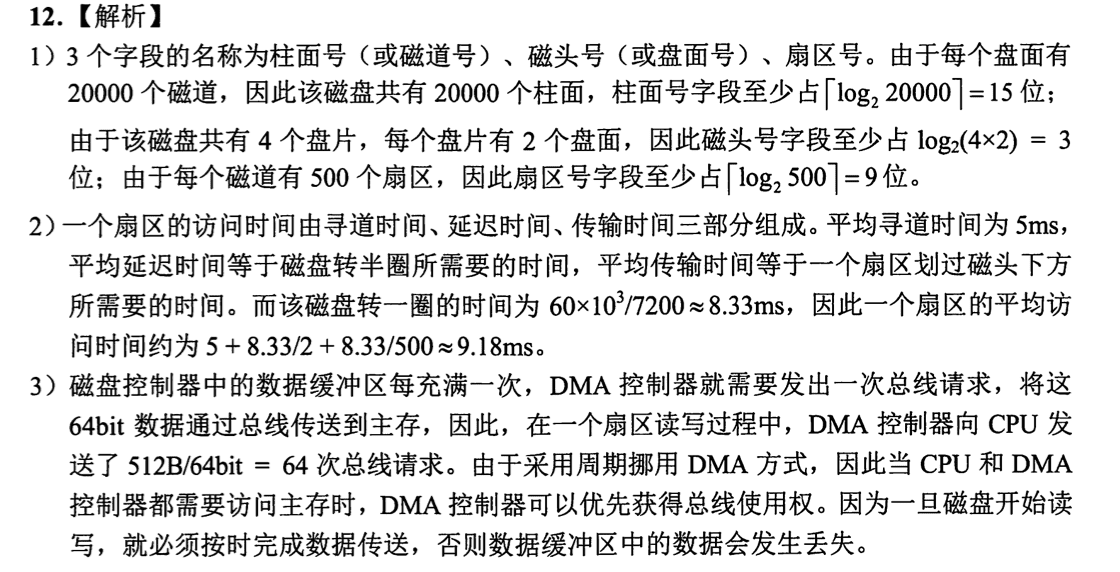 12.【解析】
1）3 个字段的名称为柱面号（或磁道号）、磁头号（或盘面号）、扇区号。由于每个盘面有
20000 个磁道，因此该磁盘共有 20000 个柱面，柱面号字段至少占⌈log₂ 20000⌉=15 位；
由于该磁盘共有 4 个盘片，每个盘片有 2 个盘面，因此磁头号字段至少占 log₂(4×2) = 3
位；由于每个磁道有 500 个扇区，因此扇区号字段至少占⌈log₂ 500⌉=9 位。
2）一个扇区的访问时间由寻道时间、延迟时间、传输时间三部分组成。平均寻道时间为 5ms，
平均延迟时间等于磁盘转半圈所需要的时间，平均传输时间等于一个扇区划过磁头下方
所需要的时间。而该磁盘转一圈的时间为 60×10³/7200≈8.33ms，因此一个扇区的平均访
问时间约为 5 + 8.33/2 + 8.33/500≈9.18ms。
3）磁盘控制器中的数据缓冲区每充满一次，DMA 控制器就需要发出一次总线请求，将这
64bit 数据通过总线传送到主存，因此，在一个扇区读写过程中，DMA 控制器向 CPU 发
送了 512B/64bit = 64 次总线请求。由于采用周期挪用 DMA 方式，因此当 CPU 和 DMA
控制器都需要访问主存时，DMA 控制器可以优先获得总线使用权。因为一旦磁盘开始读
写，就必须按时完成数据传送，否则数据缓冲区中的数据会发生丢失。